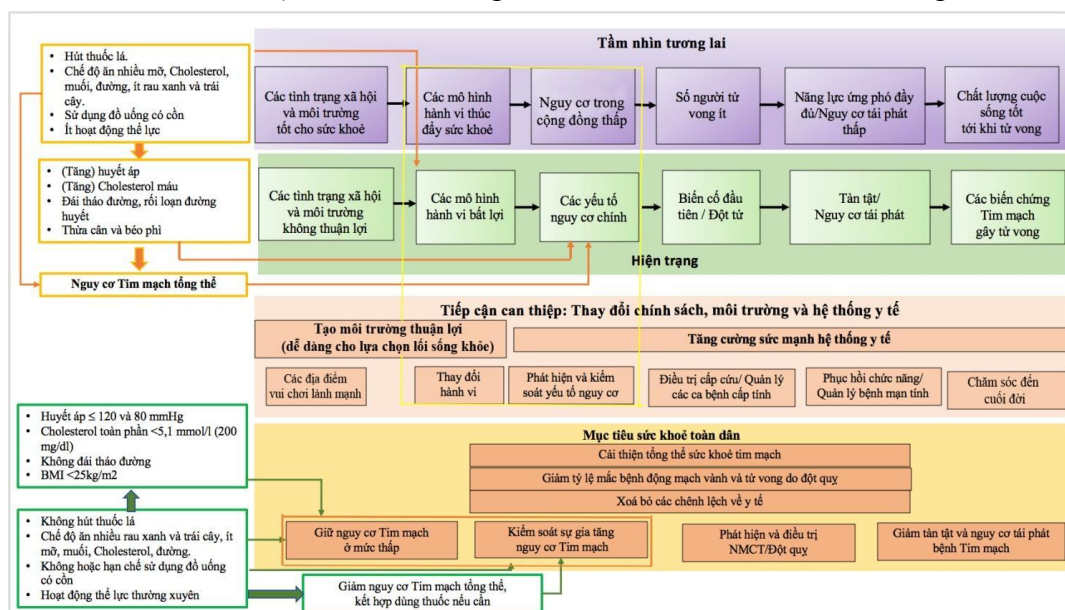 • Hút thuốc lá.
• Chế độ ăn nhiều mỡ, Cholesterol,
muối, đường, ít rau xanh và trái
cây.
• Sử dụng đồ uống có cồn
• Ít hoạt động thể lực
• (Tăng) huyết áp
• (Tăng) Cholesterol máu
• Đái tháo đường, rối loạn đường
huyết
• Thừa cân và béo phì
Nguy cơ Tim mạch tổng thể
Tầm nhìn tương lai
Các tình trạng xã hội
và môi trường
tốt cho sức khoẻ
Các mô hình
hành vi thúc
đẩy sức khoẻ
Nguy cơ trong
cộng đồng thấp
Số người tử
vong ít
Năng lực ứng phó đầy
đủ/Nguy cơ tái phát
thấp
Chất lượng cuộc
sống tốt
tới khi tử vong
Các tình trạng xã hội
và môi trường
không thuận lợi
Các mô hình
hành vi bất lợi
Các yếu tố
nguy cơ chính
Biến cố đầu
tiên / Đột tử
Tàn tật/
Nguy cơ tái phát
Các biến chứng
Tim mạch
gây tử vong
Hiện trạng
Tiếp cận can thiệp: Thay đổi chính sách, môi trường và hệ thống y tế
Tạo môi trường thuận lợi
(dễ dàng cho lựa chọn lối sống khỏe)
Tăng cường sức mạnh hệ thống y tế
Các địa điểm
vui chơi lành mạnh
Thay đổi
hành vi
Phát hiện và kiểm
soát yếu tố nguy cơ
Điều trị cấp cứu/ Quản lý
các ca bệnh cấp tính
Phục hồi chức năng/
Quản lý bệnh mạn tính
Chăm sóc đến
cuối đời
• Huyết áp ≤ 120 và 80 mmHg
• Cholesterol toàn phần <5,1 mmol/l (200
mg/dl)
• Không đái tháo đường
• BMI <25kg/m2
• Không hút thuốc lá
• Chế độ ăn nhiều rau xanh và trái cây, ít
mỡ, muối, Cholesterol, đường.
• Không hoặc hạn chế sử dụng đồ uống
có cồn
• Hoạt động thể lực thường xuyên
Mục tiêu sức khoẻ toàn dân
Cải thiện tổng thể sức khỏe tim mạch
Giảm tỷ lệ mắc bệnh động mạch vành và tử vong do đột quỵ
Xoá bỏ các chênh lệch về y tế
Giữ nguy cơ Tim mạch
ở mức thấp
Kiểm soát sự gia tăng
nguy cơ Tim mạch
Phát hiện và điều trị
NMCT/Đột quỵ
Giảm tàn tật và nguy cơ tái phát
bệnh Tim mạch
Giảm nguy cơ Tim mạch tổng thể,
kết hợp dùng thuốc nếu cần